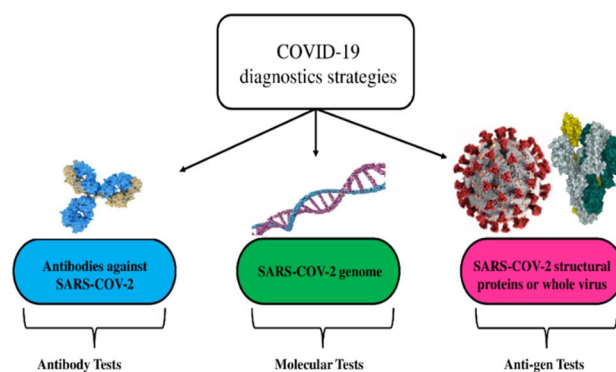 COVID-19
diagnostics strategies
Antibodies against
SARS-COV-2
SARS-COV-2 genome
SARS-COV-2 structural
proteins or whole virus
Antibody Tests
Molecular Tests
Anti-gen Tests